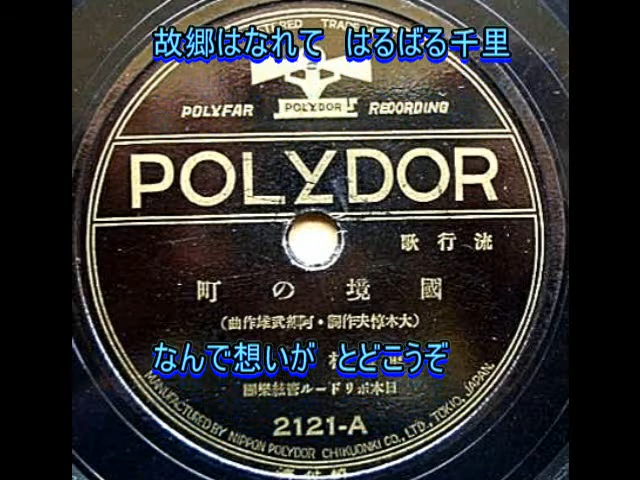 REGISTERED TRADE
故郷はなれて はるばる千里
POLYFAR POLYDOR RECORDING
POLYDOR
流行歌
國境の町
(大木惇夫作詞・阿部武雄作曲)
なんで想いが とどこうぞ
日本ポリドール管絃樂團
2121-A
MANUFACTURED BY NIPPON POLYDOR CHIKUONKI CO., LTD., TOKIO, JAPAN.